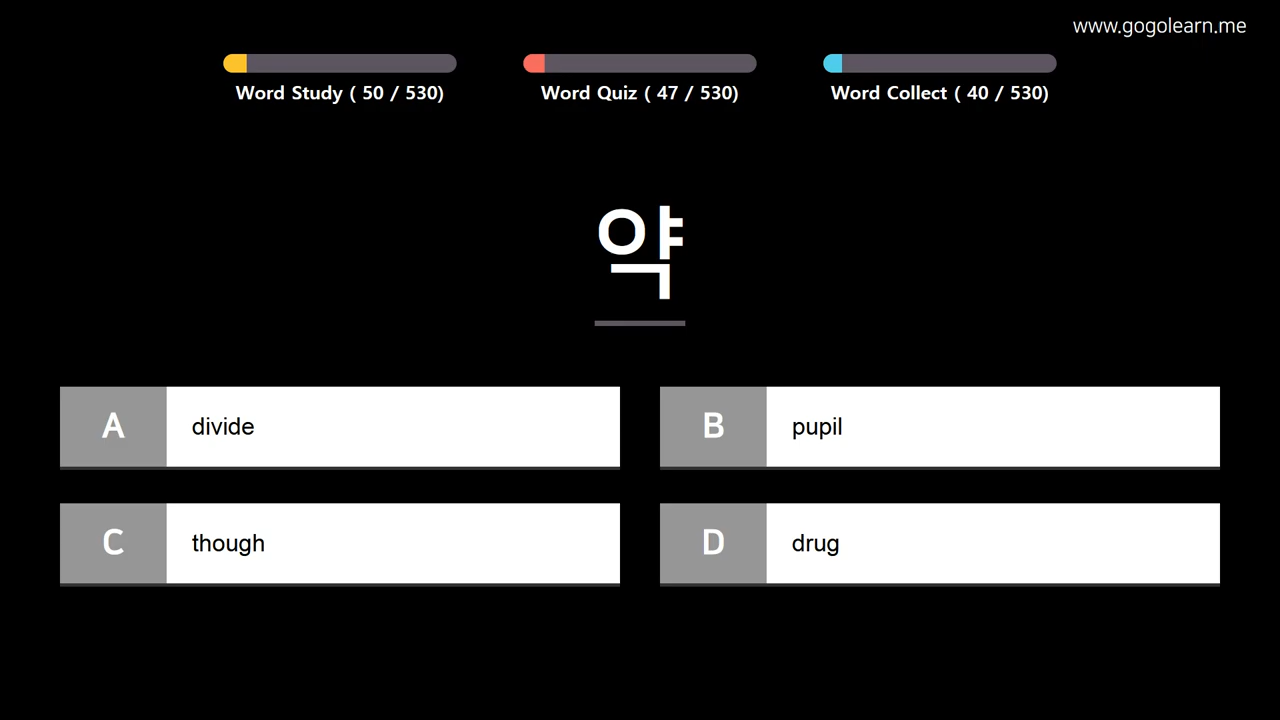 www.gogolearn.me
Word Study ( 50 / 530)
Word Quiz ( 47 / 530)
Word Collect ( 40 / 530)
약
A divide
B pupil
C though
D drug